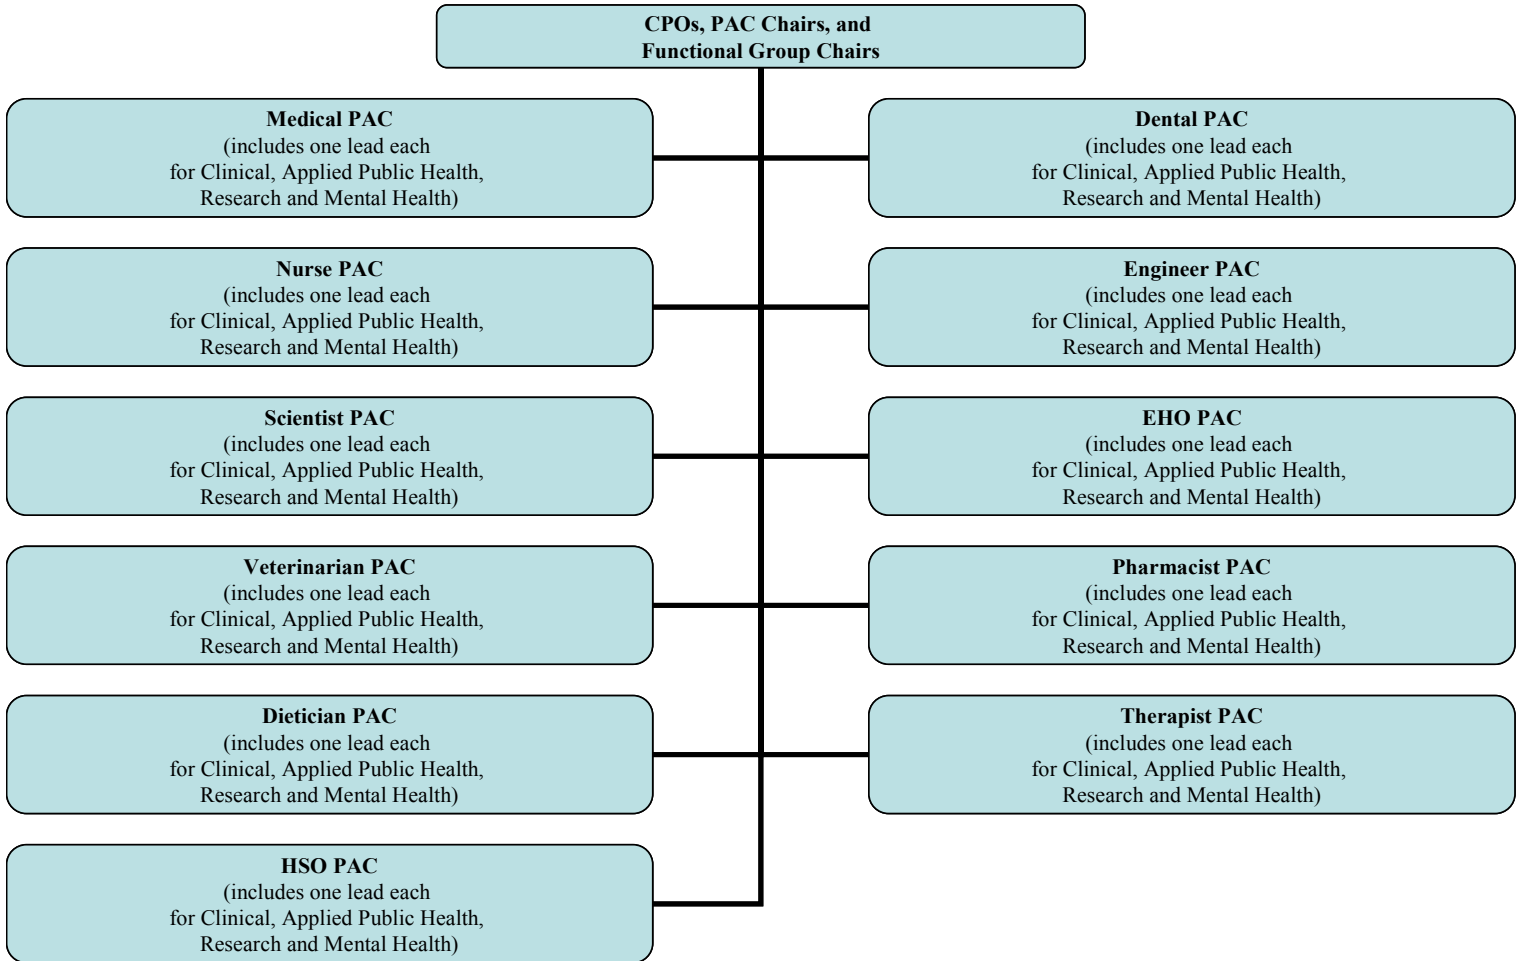 CPOs, PAC Chairs, and
Functional Group Chairs
Medical PAC
(includes one lead each
for Clinical, Applied Public Health,
Research and Mental Health)
Dental PAC
(includes one lead each
for Clinical, Applied Public Health,
Research and Mental Health)
Nurse PAC
(includes one lead each
for Clinical, Applied Public Health,
Research and Mental Health)
Engineer PAC
(includes one lead each
for Clinical, Applied Public Health,
Research and Mental Health)
Scientist PAC
(includes one lead each
for Clinical, Applied Public Health,
Research and Mental Health)
EHO PAC
(includes one lead each
for Clinical, Applied Public Health,
Research and Mental Health)
Veterinarian PAC
(includes one lead each
for Clinical, Applied Public Health,
Research and Mental Health)
Pharmacist PAC
(includes one lead each
for Clinical, Applied Public Health,
Research and Mental Health)
Dietician PAC
(includes one lead each
for Clinical, Applied Public Health,
Research and Mental Health)
Therapist PAC
(includes one lead each
for Clinical, Applied Public Health,
Research and Mental Health)
HSO PAC
(includes one lead each
for Clinical, Applied Public Health,
Research and Mental Health)